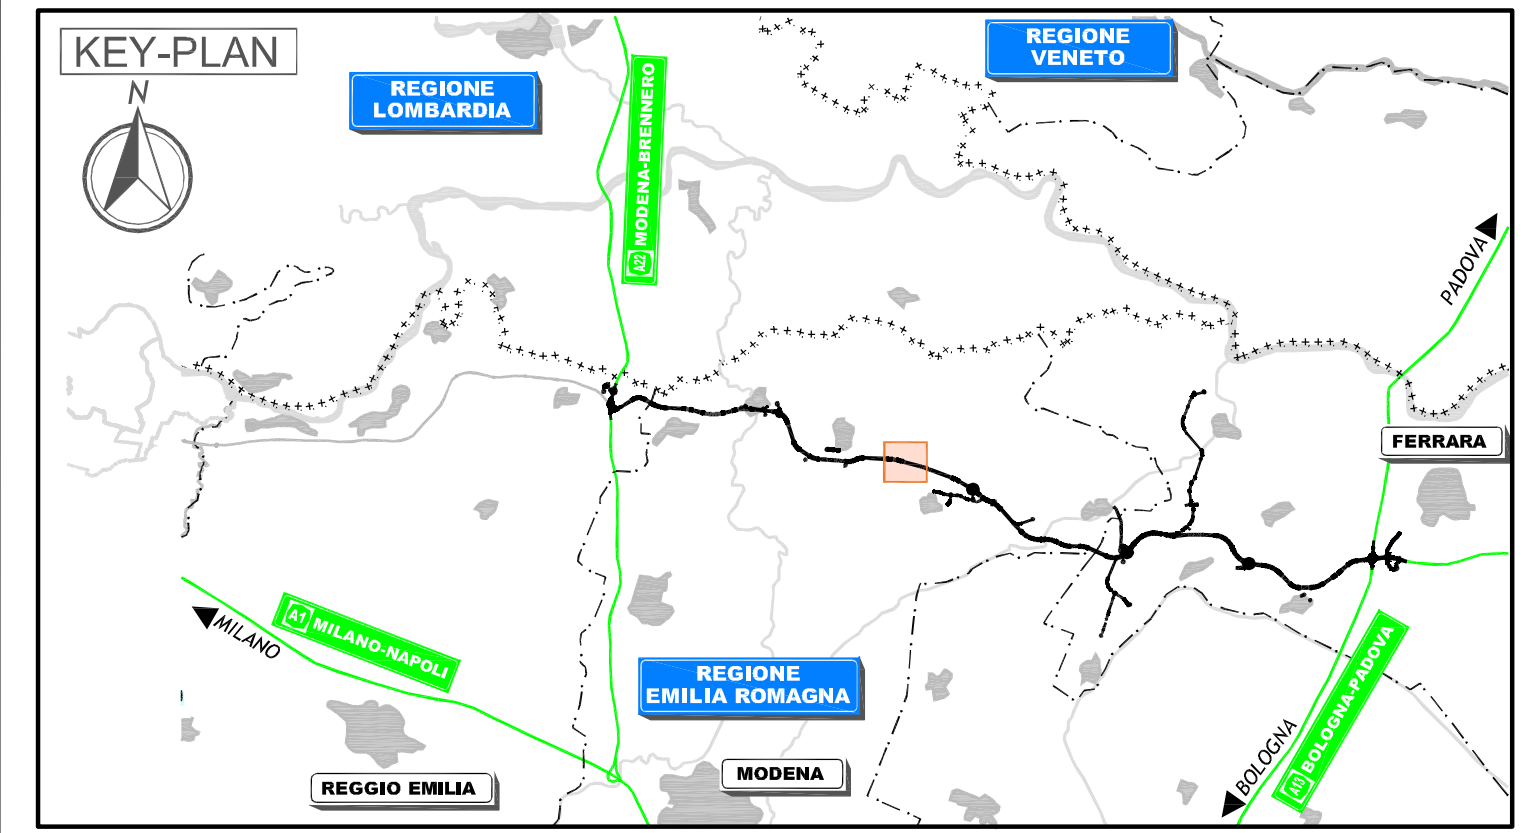 KEY-PLAN
N
REGIONE
LOMBARDIA
REGIONE
VENETO
A22 MODENA-BRENNERO
PADOVA
FERRARA
MILANO
A1 MILANO-NAPOLI
REGIONE
EMILIA ROMAGNA
REGGIO EMILIA
MODENA
BOLOGNA
A13 BOLOGNA-PADOVA